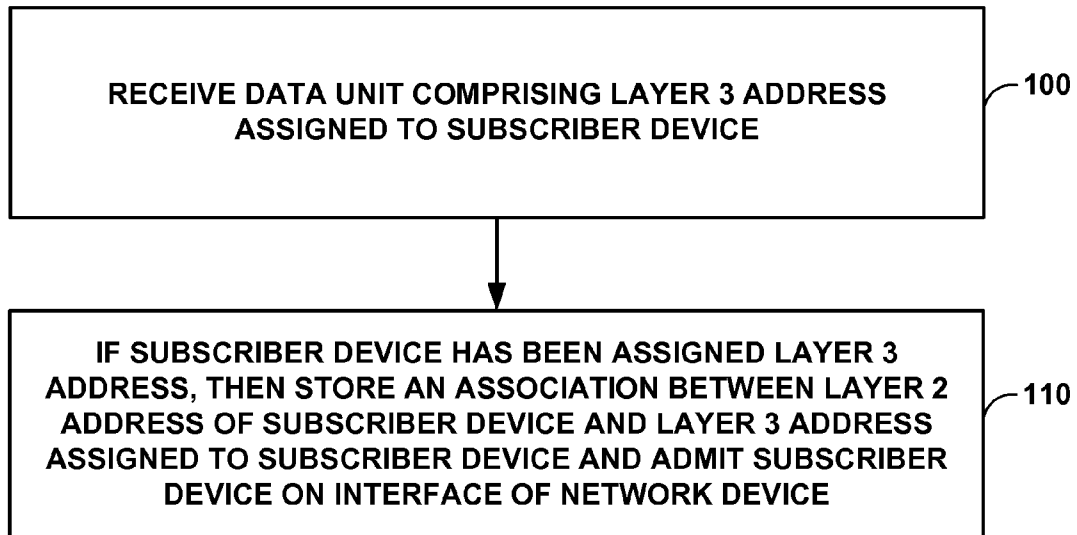 RECEIVE DATA UNIT COMPRISING LAYER 3 ADDRESS
ASSIGNED TO SUBSCRIBER DEVICE
100
IF SUBSCRIBER DEVICE HAS BEEN ASSIGNED LAYER 3
ADDRESS, THEN STORE AN ASSOCIATION BETWEEN LAYER 2
ADDRESS OF SUBSCRIBER DEVICE AND LAYER 3 ADDRESS
ASSIGNED TO SUBSCRIBER DEVICE AND ADMIT SUBSCRIBER
DEVICE ON INTERFACE OF NETWORK DEVICE
110